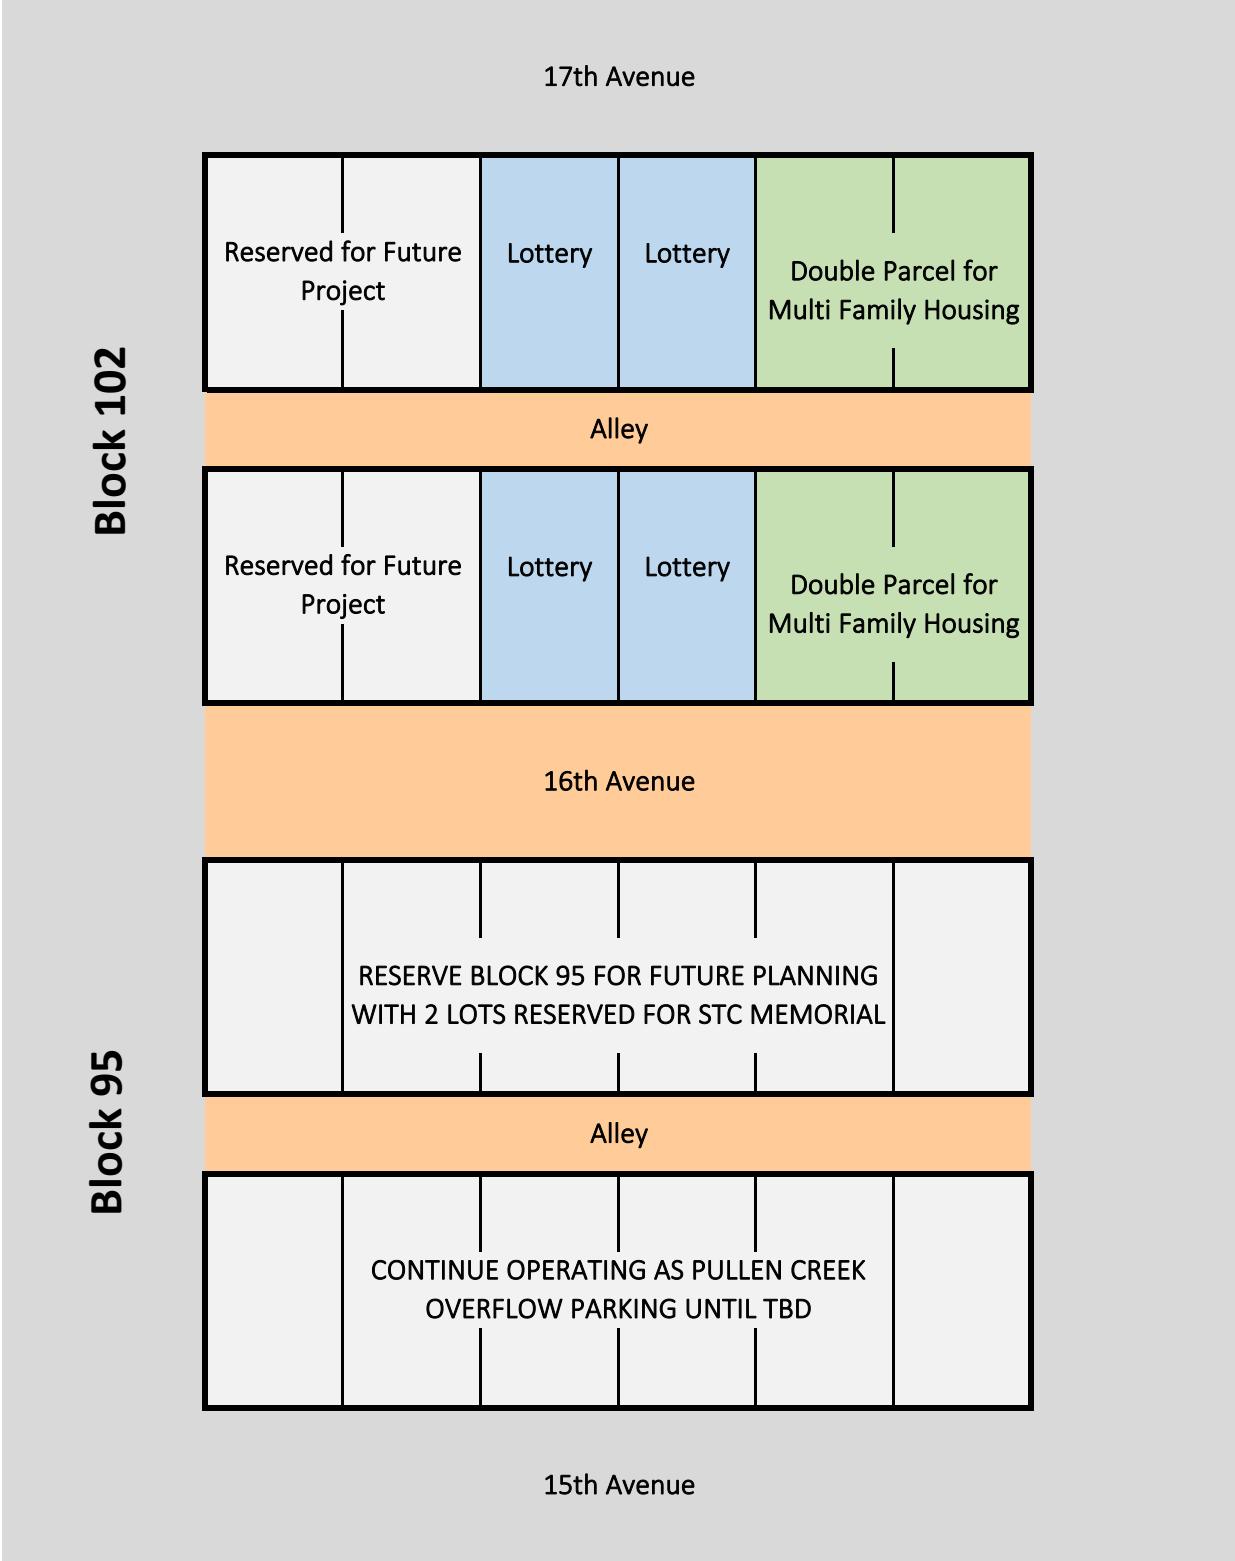 17th Avenue
Block 102
Reserved for Future
Project
Lottery
Lottery
Double Parcel for
Multi Family Housing
Alley
Reserved for Future
Project
Lottery
Lottery
Double Parcel for
Multi Family Housing
16th Avenue
Block 95
RESERVE BLOCK 95 FOR FUTURE PLANNING
WITH 2 LOTS RESERVED FOR STC MEMORIAL
Alley
CONTINUE OPERATING AS PULLEN CREEK
OVERFLOW PARKING UNTIL TBD
15th Avenue